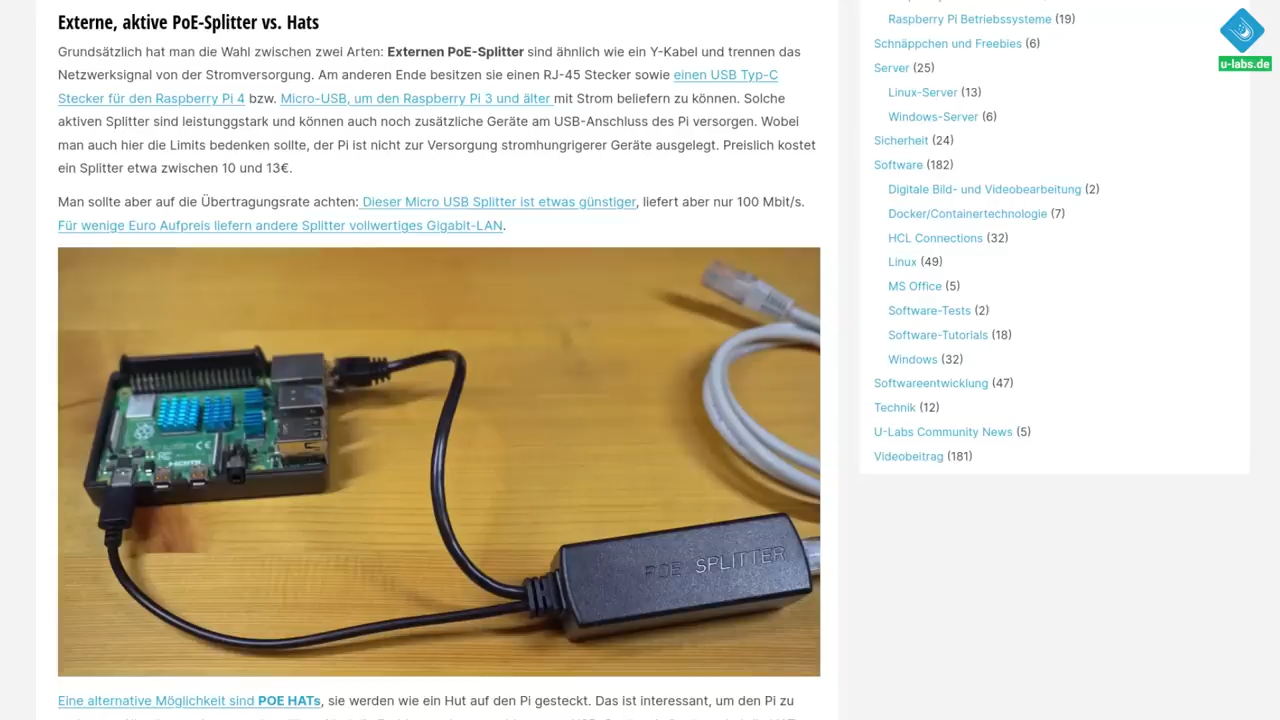 Externe, aktive PoE-Splitter vs. Hats
Grundsätzlich hat man die Wahl zwischen zwei Arten: Externen PoE-Splitter sind ähnlich wie ein Y-Kabel und trennen das
Netzwerksignal von der Stromversorgung. Am anderen Ende besitzen sie einen RJ-45 Stecker sowie einen USB Typ-C
Stecker für den Raspberry Pi 4 bzw. Micro-USB, um den Raspberry Pi 3 und älter mit Strom beliefern zu können. Solche
aktiven Splitter sind leistunggstark und können auch noch zusätzliche Geräte am USB-Anschluss des Pi versorgen. Wobei
man auch hier die Limits bedenken sollte, der Pi ist nicht zur Versorgung stromhungrigerer Geräte ausgelegt. Preislich kostet
ein Splitter etwa zwischen 10 und 13€.
Man sollte aber auf die Übertragungsrate achten: Dieser Micro USB Splitter ist etwas günstiger, liefert aber nur 100 Mbit/s.
Für wenige Euro Aufpreis liefern andere Splitter vollwertiges Gigabit-LAN.
POE SPLITTER
Eine alternative Möglichkeit sind POE HATs, sie werden wie ein Hut auf den Pi gesteckt. Das ist interessant, um den Pi zu
Raspberry Pi Betriebssysteme (19)
Schnäppchen und Freebies (6)
Server (25)
Linux-Server (13)
Windows-Server (6)
Sicherheit (24)
Software (182)
Digitale Bild- und Videobearbeitung (2)
Docker/Containertechnologie (7)
HCL Connections (32)
Linux (49)
MS Office (5)
Software-Tests (2)
Software-Tutorials (18)
Windows (32)
Softwareentwicklung (47)
Technik (12)
U-Labs Community News (5)
Videobeitrag (181)
u-labs.de